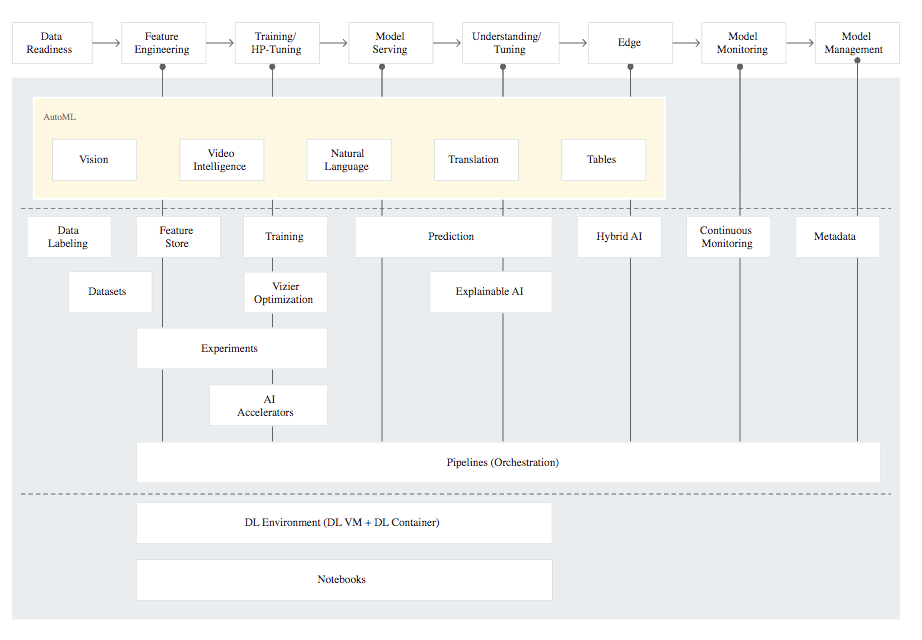 Data
Readiness
Feature
Engineering
Training/
HP-Tuning
Model
Serving
Understanding/
Tuning
Edge
Model
Monitoring
Model
Management
AutoML
Vision
Video
Intelligence
Natural
Language
Translation
Tables
Data
Labeling
Feature
Store
Training
Prediction
Hybrid AI
Continuous
Monitoring
Metadata
Datasets
Vizier
Optimization
Explainable AI
Experiments
AI
Accelerators
Pipelines (Orchestration)
DL Environment (DL VM + DL Container)
Notebooks